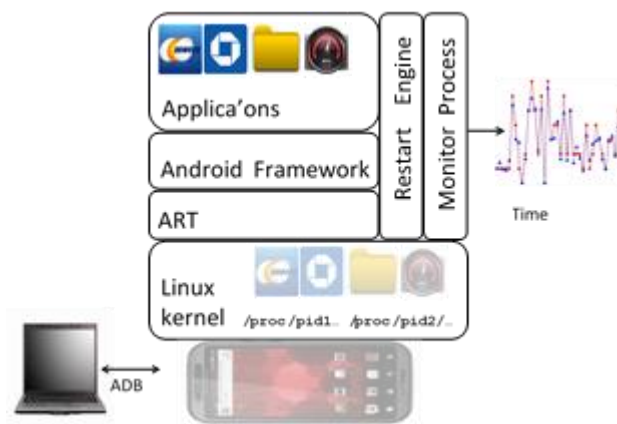 Applica’ons
Android Framework
ART
Restart Engine
Monitor Process
Time
Linux
kernel
/proc/pid1… /proc/pid2/…
ADB